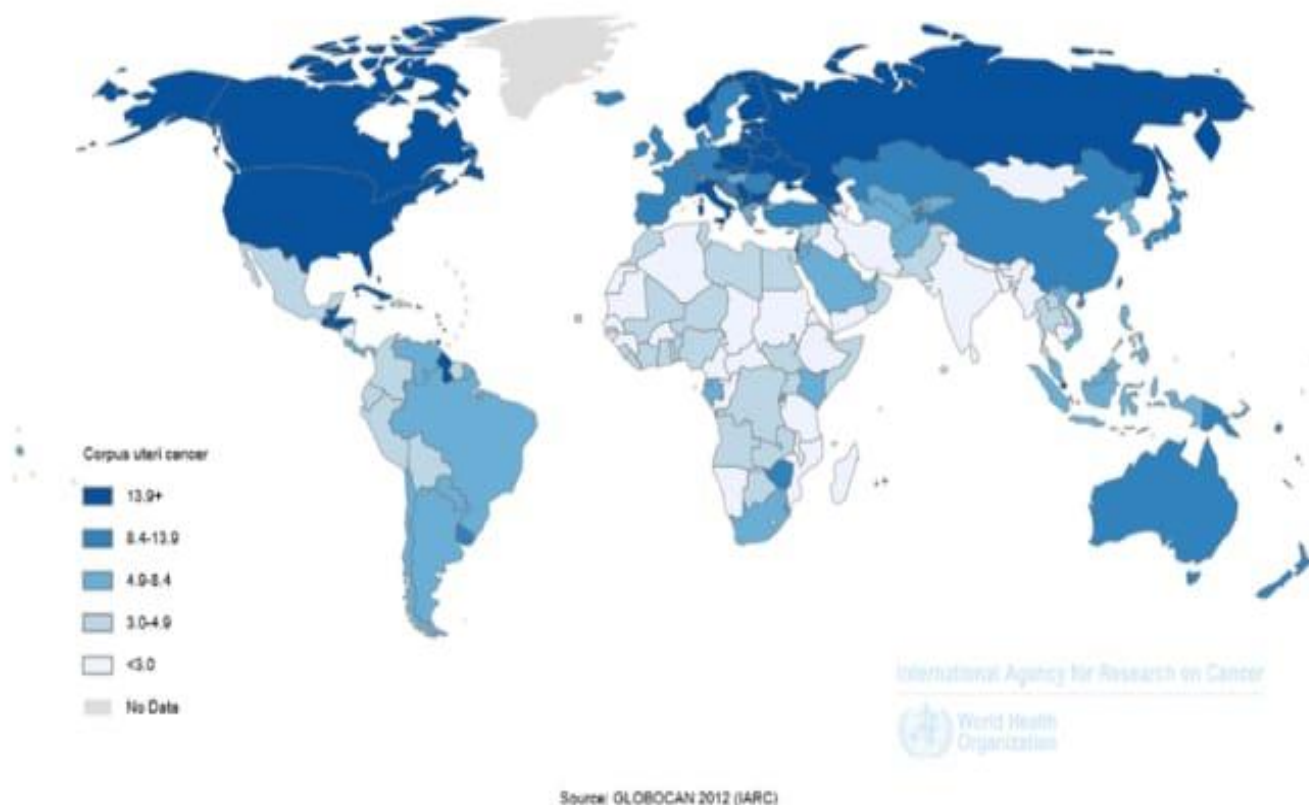 Corpus uteri cancer
13.9+
8.4-13.9
4.9-8.4
3.0-4.9
<3.0
No Data
International Agency for Research on Cancer
World Health
Organization
Source: GLOBOCAN 2012 (IARC)